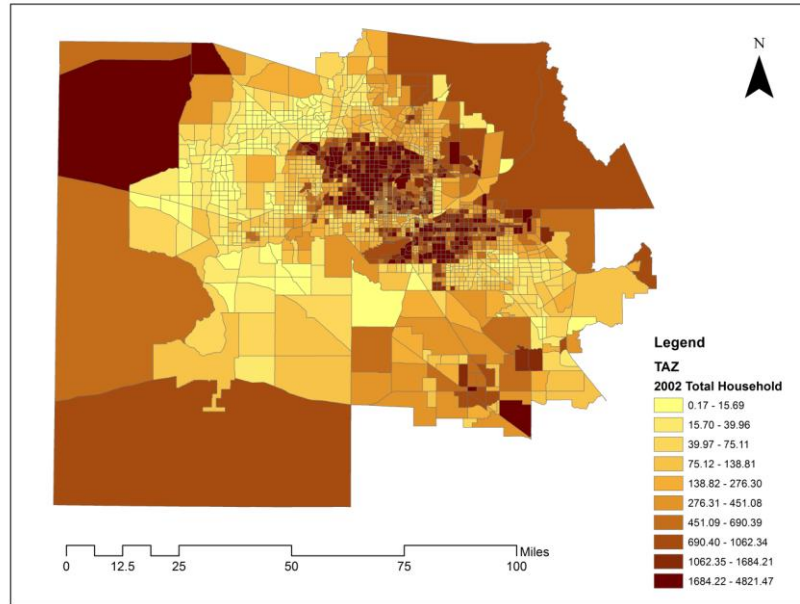 N
Legend
TAZ
2002 Total Household
0.17 - 15.69
15.70 - 39.96
39.97 - 75.11
75.12 - 138.81
138.82 - 276.30
276.31 - 451.08
451.09 - 690.39
690.40 - 1062.34
1062.35 - 1684.21
1684.22 - 4821.47
Miles
0 12.5 25 50 75 100